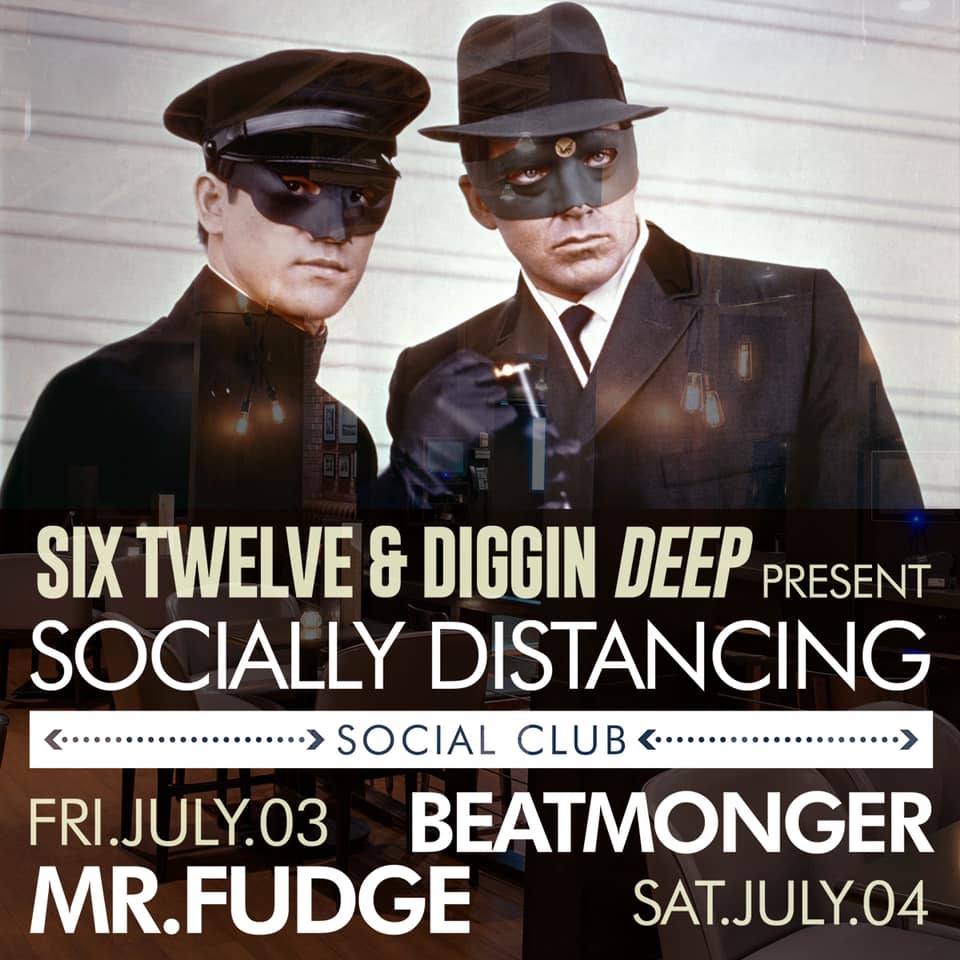 SIX TWELVE & DIGGIN DEEP PRESENT
SOCIALLY DISTANCING
SOCIAL CLUB
FRI.JULY.03 BEATMONGER
MR.FUDGE SAT.JULY.04